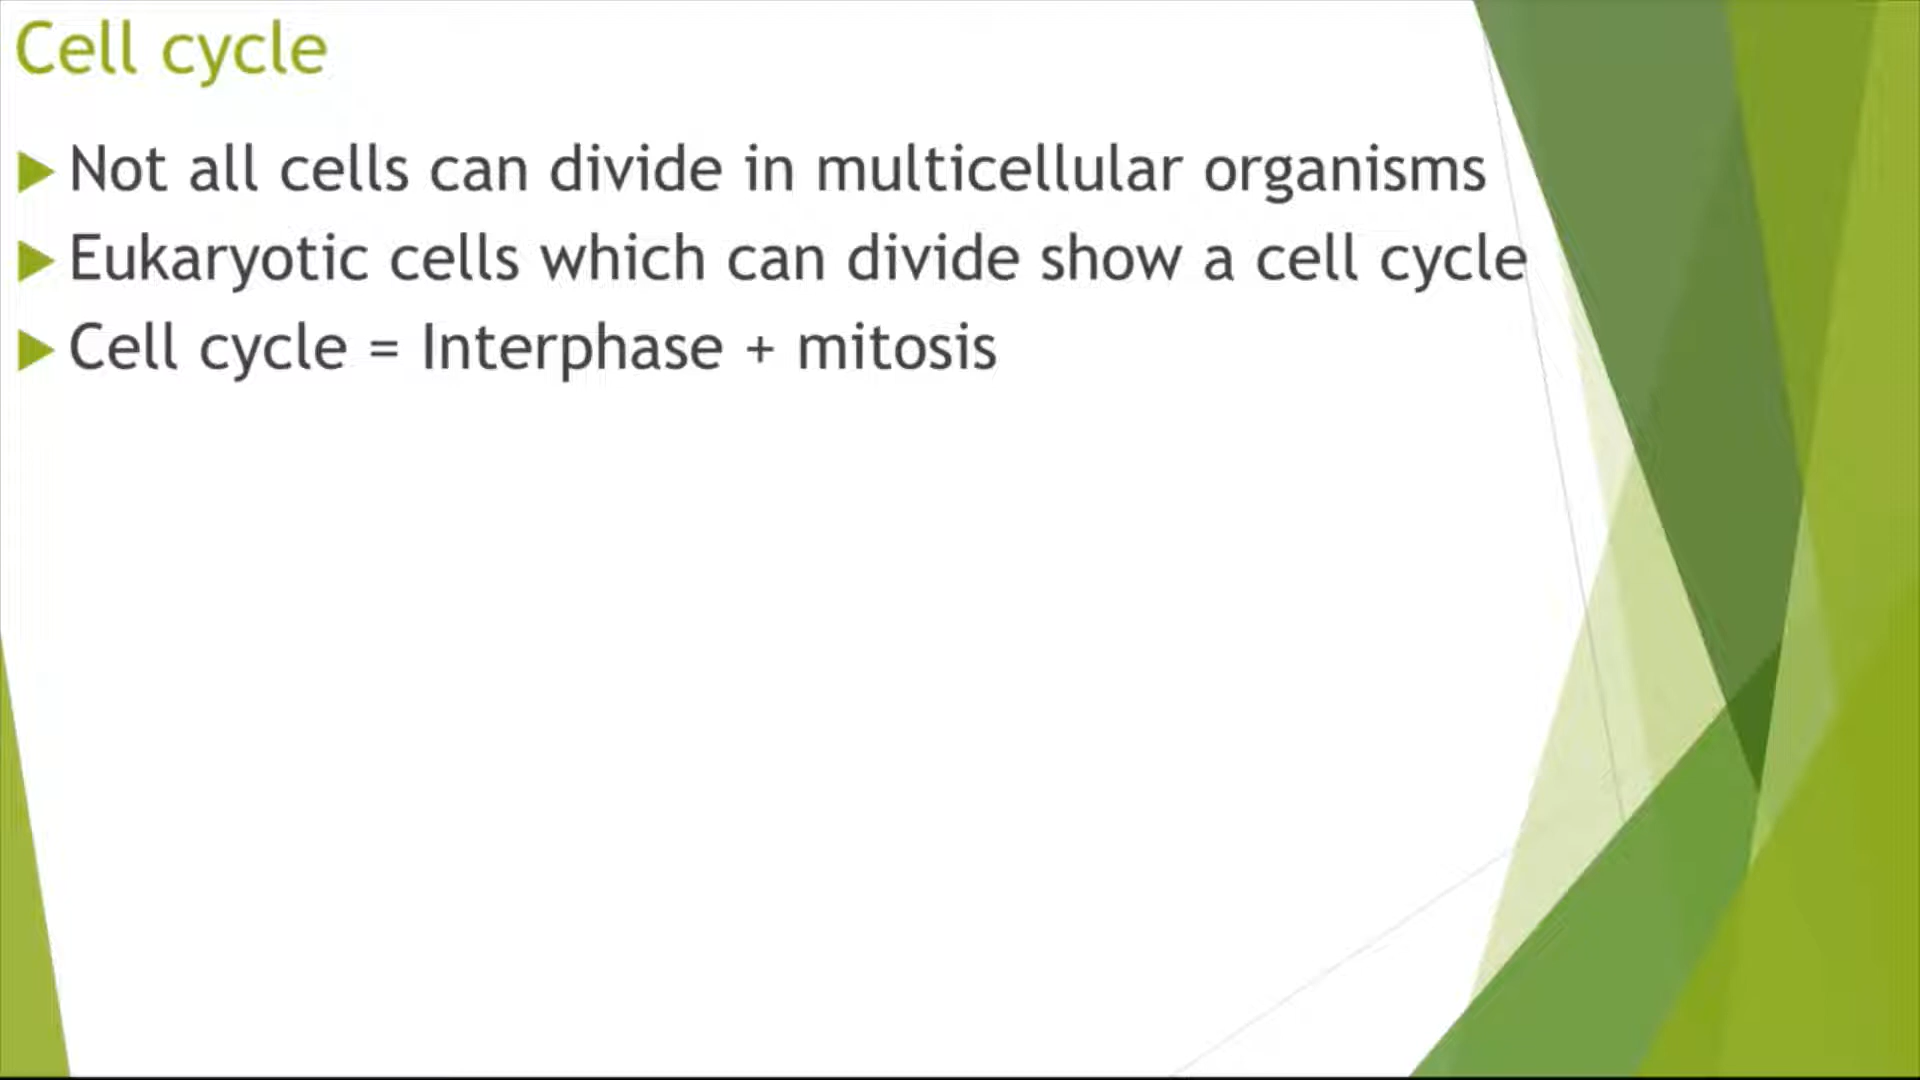 Cell cycle
Not all cells can divide in multicellular organisms
Eukaryotic cells which can divide show a cell cycle
Cell cycle = Interphase + mitosis